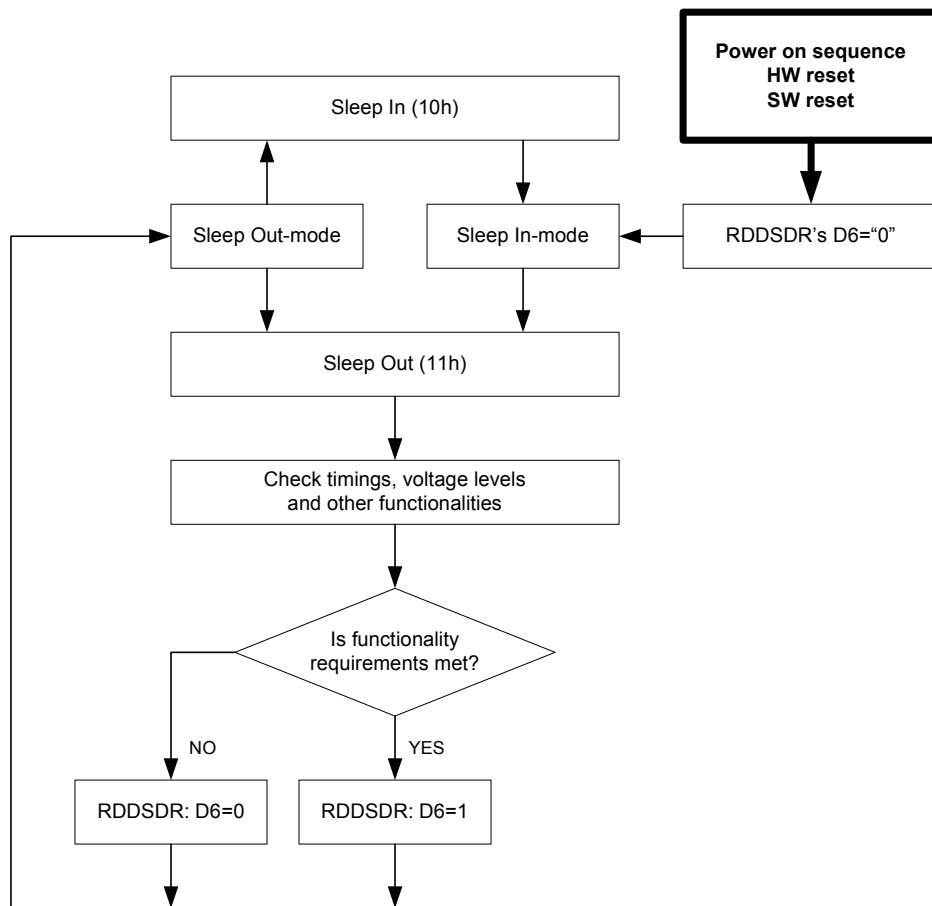 Power on sequence
HW reset
SW reset
Sleep In (10h)
Sleep Out-mode
Sleep In-mode
RDDSDR’s D6=“0”
Sleep Out (11h)
Check timings, voltage levels
and other functionalities
Is functionality
requirements met?
NO
YES
RDDSDR: D6=0
RDDSDR: D6=1